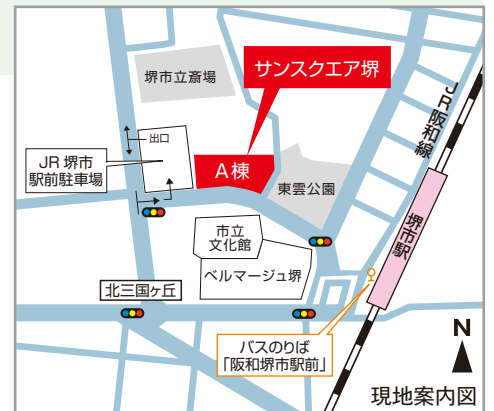 サンスクエア堺
堺市立斎場
JR阪和線
出口
JR堺市
駅前駐車場
A棟
東雲公園
堺市駅
市立
文化館
ベルマージュ堺
北三国ヶ丘
バスのりば
「阪和堺市駅前」
N
現地案内図